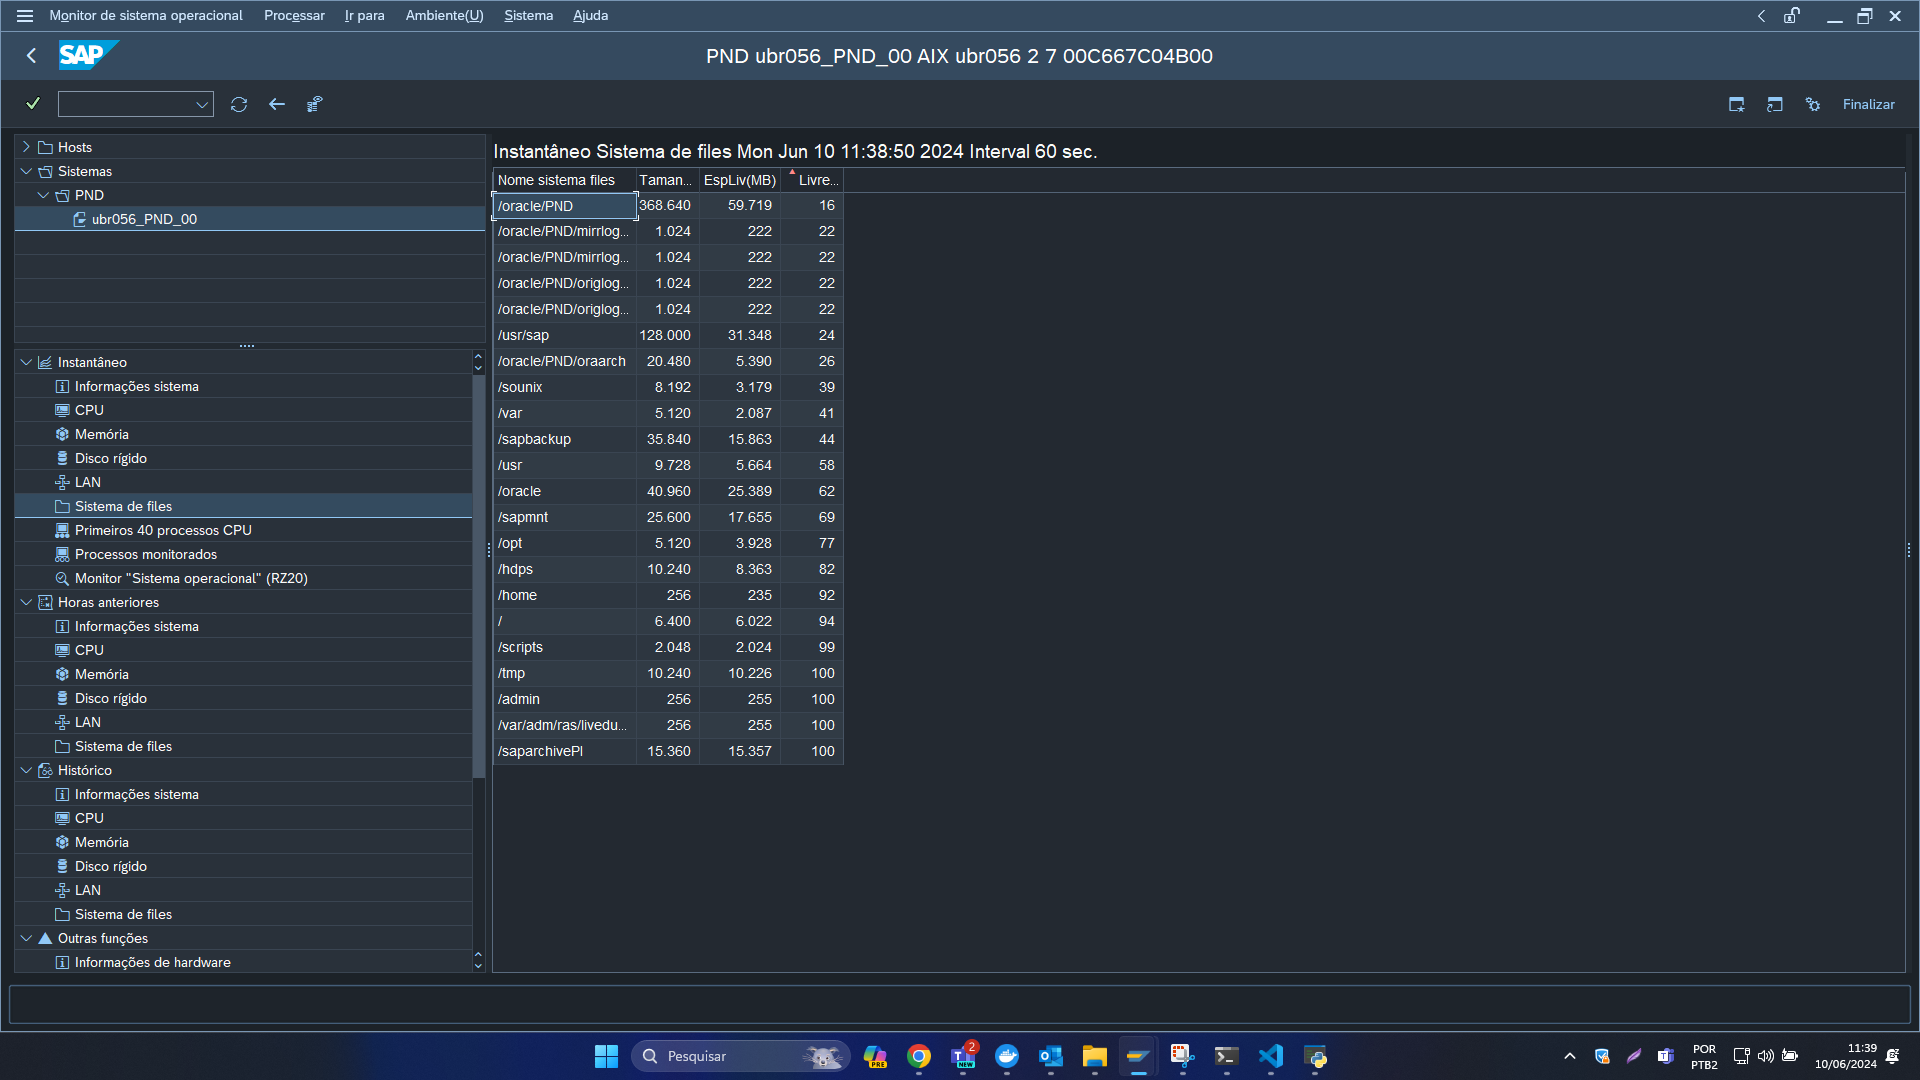 Monitor de sistema operacional Processar Ir para Ambiente(U) Sistema Ajuda
SAP PND ubr056_PND_00 AIX ubr056 2 7 00C667C04B00
Finalizar
Hosts
Sistemas
PND
ubr056_PND_00
Instantâneo
Informações sistema
CPU
Memória
Disco rígido
LAN
Sistema de files
Primeiros 40 processos CPU
Processos monitorados
Monitor "Sistema operacional" (RZ20)
Horas anteriores
Informações sistema
CPU
Memória
Disco rígido
LAN
Sistema de files
Histórico
Informações sistema
CPU
Memória
Disco rígido
LAN
Sistema de files
Outras funções
Informações de hardware
Instantâneo Sistema de files Mon Jun 10 11:38:50 2024 Interval 60 sec.
Nome sistema files Taman... EspLiv(MB) Livre...
/oracle/PND 368.640 59.719 16
/oracle/PND/mirrlog... 1.024 222 22
/oracle/PND/mirrlog... 1.024 222 22
/oracle/PND/origlog... 1.024 222 22
/oracle/PND/origlog... 1.024 222 22
/usr/sap 128.000 31.348 24
/oracle/PND/oraarch 20.480 5.390 26
/sounix 8.192 3.179 39
/var 5.120 2.087 41
/sapbackup 35.840 15.863 44
/usr 9.728 5.664 58
/oracle 40.960 25.389 62
/sapmnt 25.600 17.655 69
/opt 5.120 3.928 77
/hdps 10.240 8.363 82
/home 256 235 92
/ 6.400 6.022 94
/scripts 2.048 2.024 99
/tmp 10.240 10.226 100
/admin 256 255 100
/var/adm/ras/livedu... 256 255 100
/saparchivePI 15.360 15.357 100
Pesquisar
PRE
2
NEW
POR
PTB2
11:39
10/06/2024